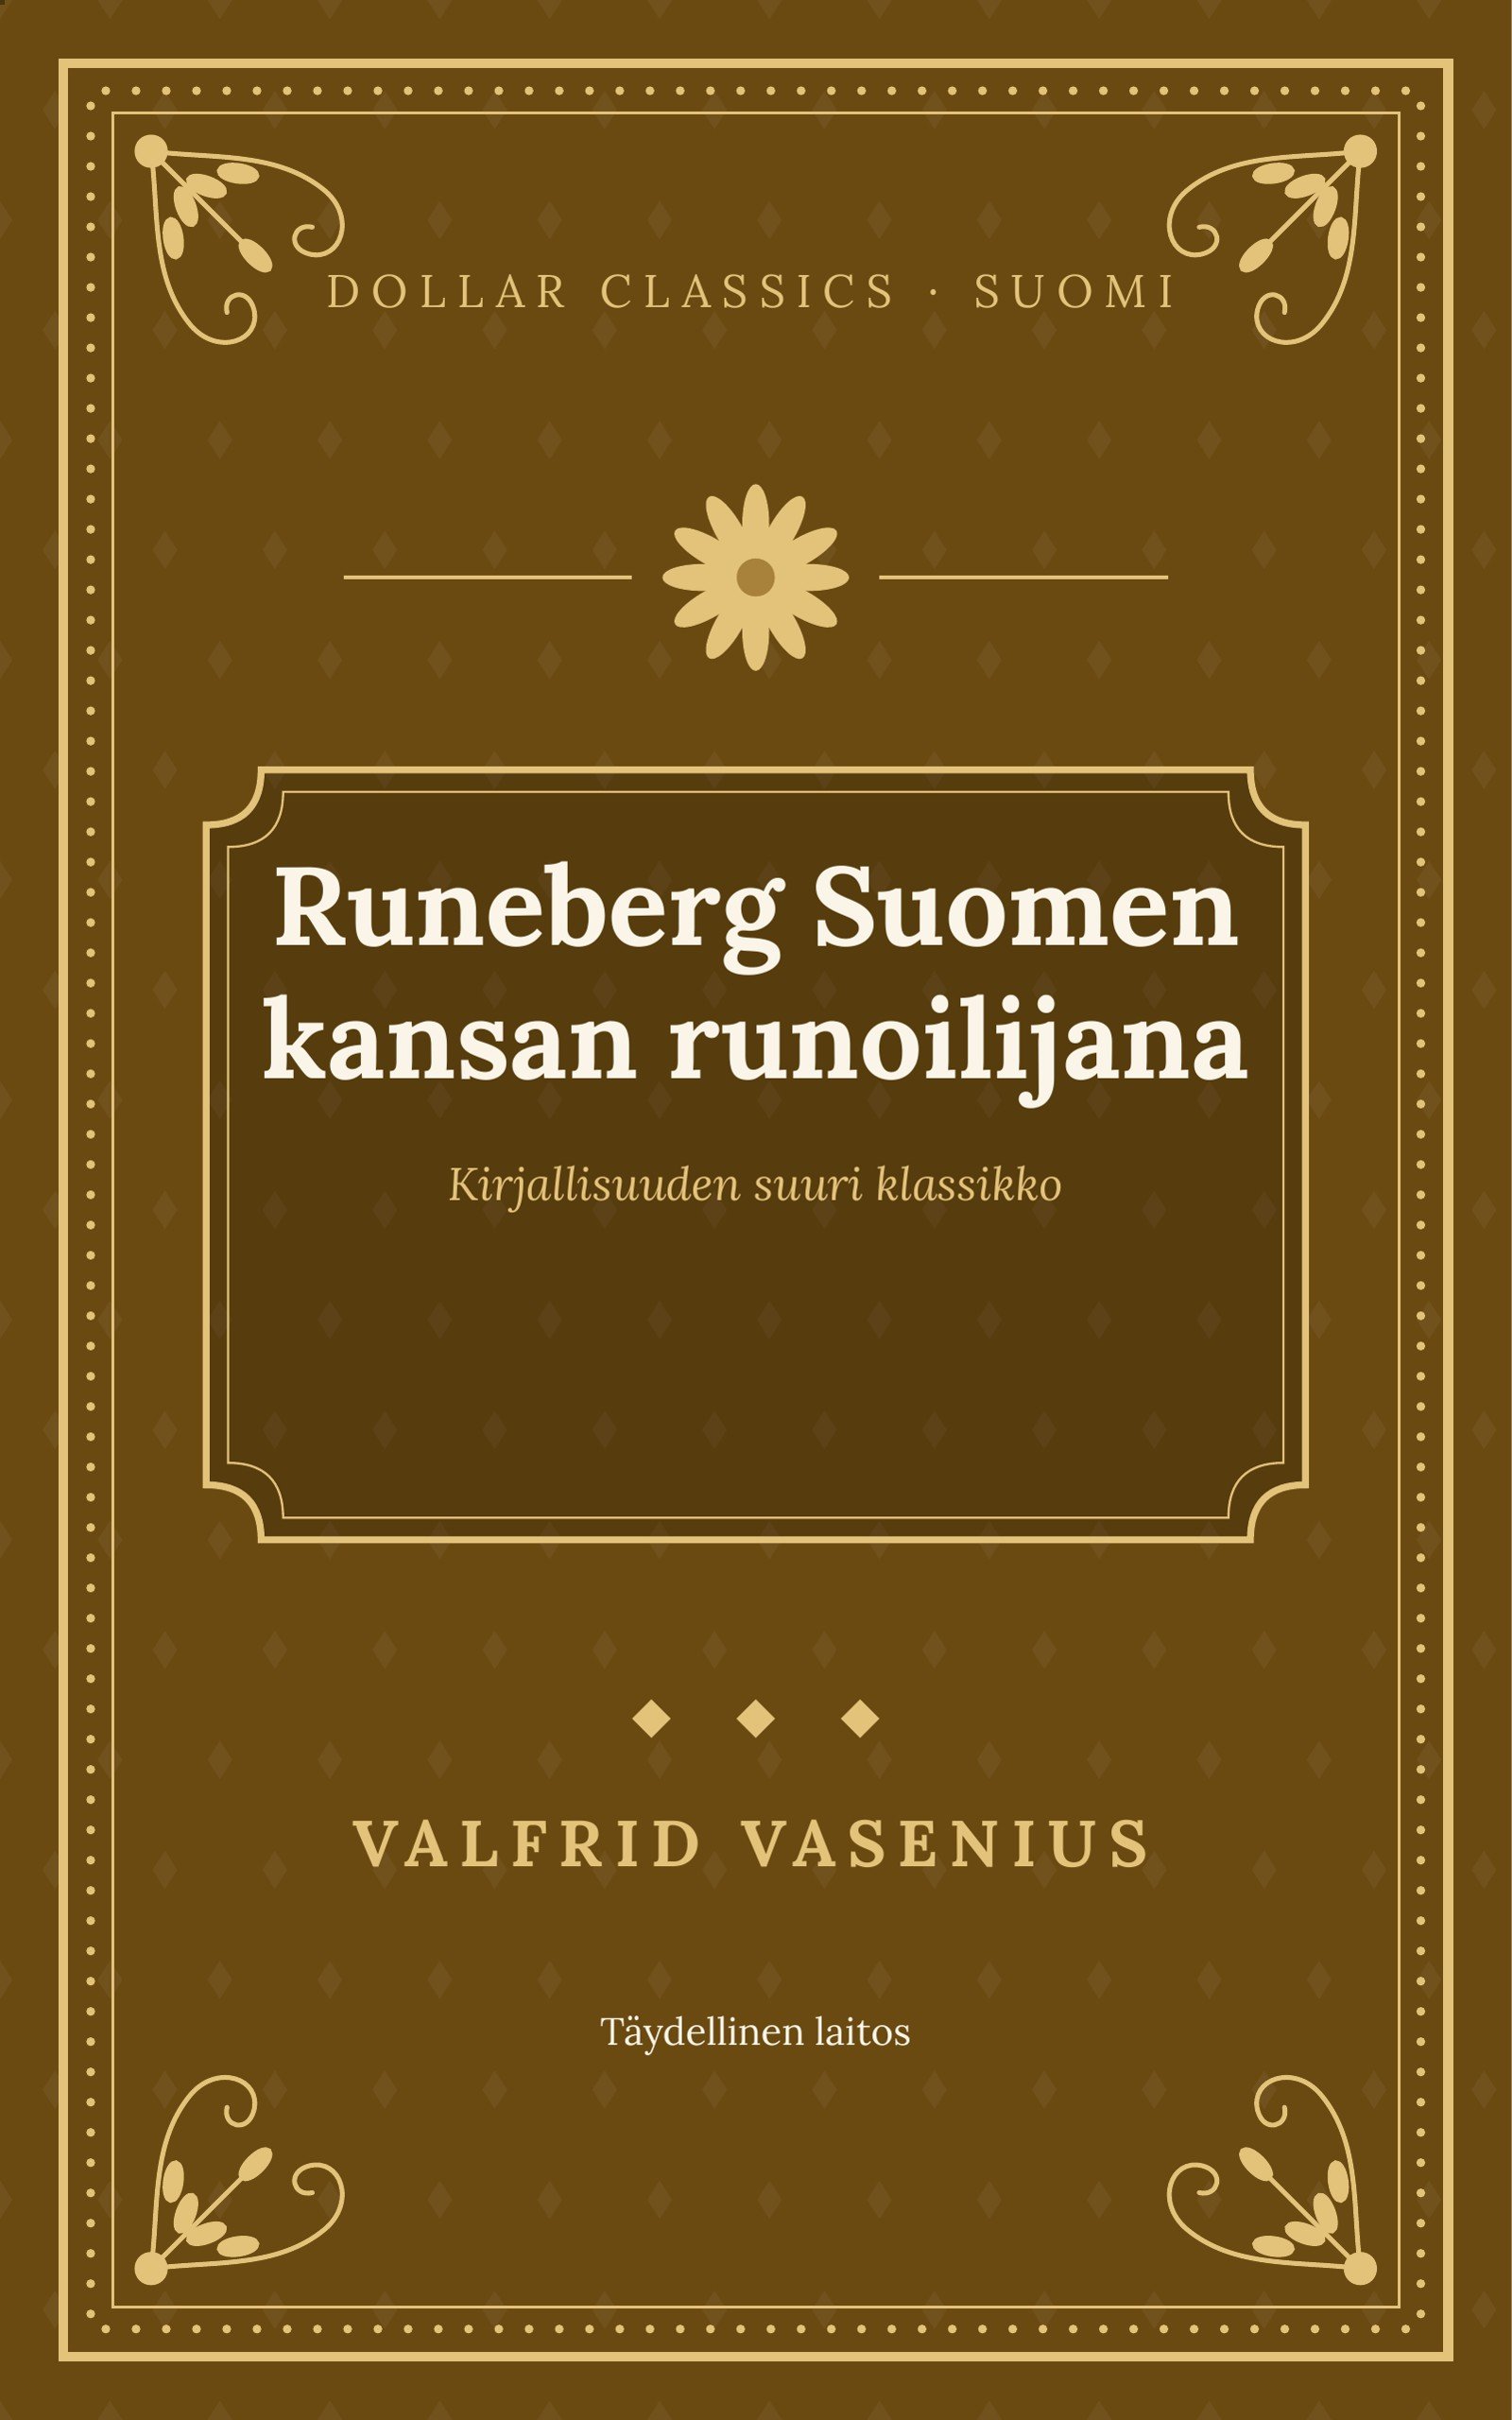 DOLLAR CLASSICS · SUOMI
Runeberg Suomen
kansan runoilijana
Kirjallisuuden suuri klassikko
VALFRID VASENIUS
Täydellinen laitos